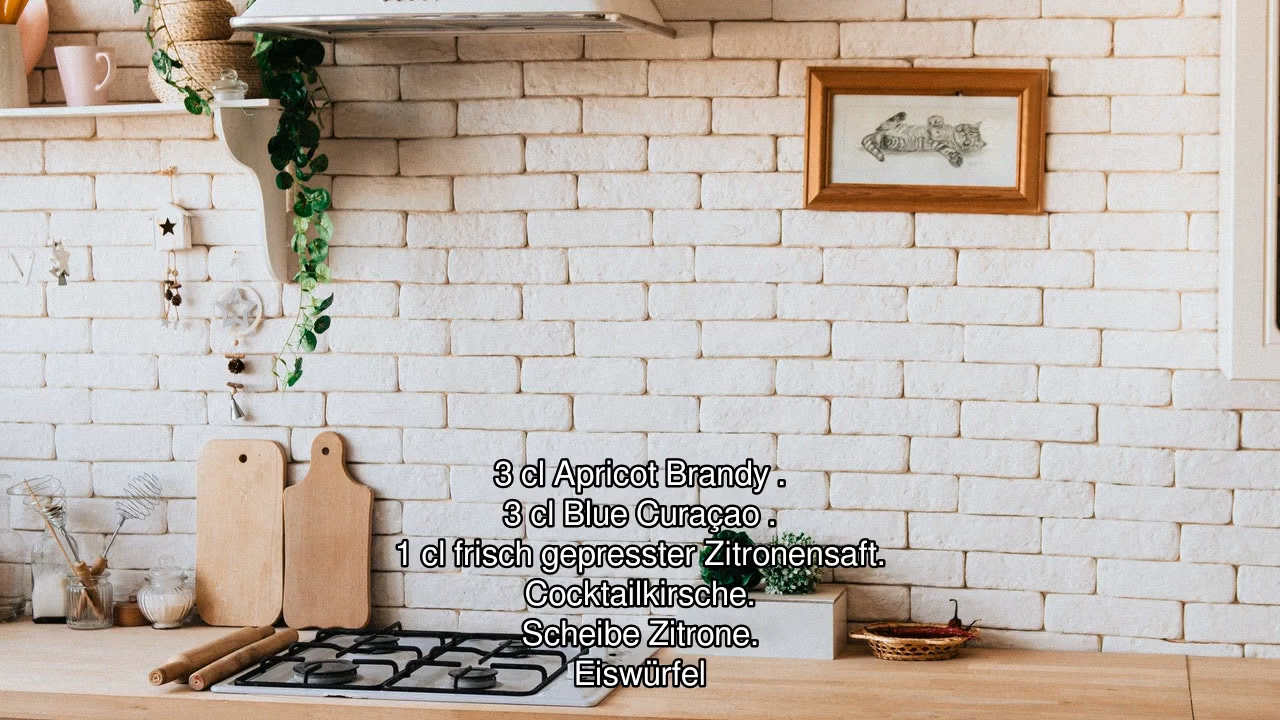 3 cl Apricot Brandy .
3 cl Blue Curaçao .
1 cl frisch gepresster Zitronensaft.
Cocktailkirsche.
Scheibe Zitrone.
Eiswürfel